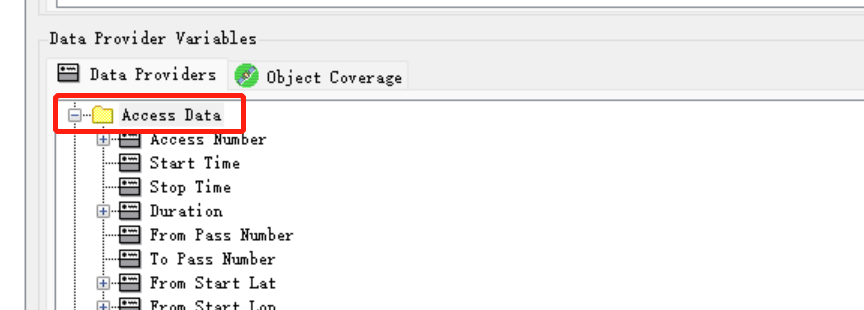 Data Provider Variables
Data Providers
Object Coverage
Access Data
Access Number
Start Time
Stop Time
Duration
From Pass Number
To Pass Number
From Start Lat
From Start Lon